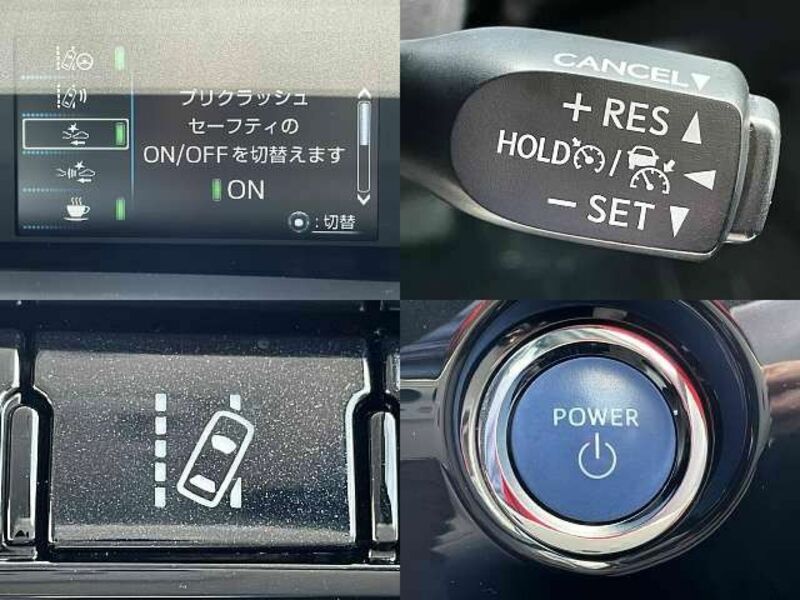 プリクラッシュ
セーフティの
ON/OFFを切替えます
ON
:切替
CANCEL▼
+ RES ▲
HOLD / ◀
− SET ▼
POWER